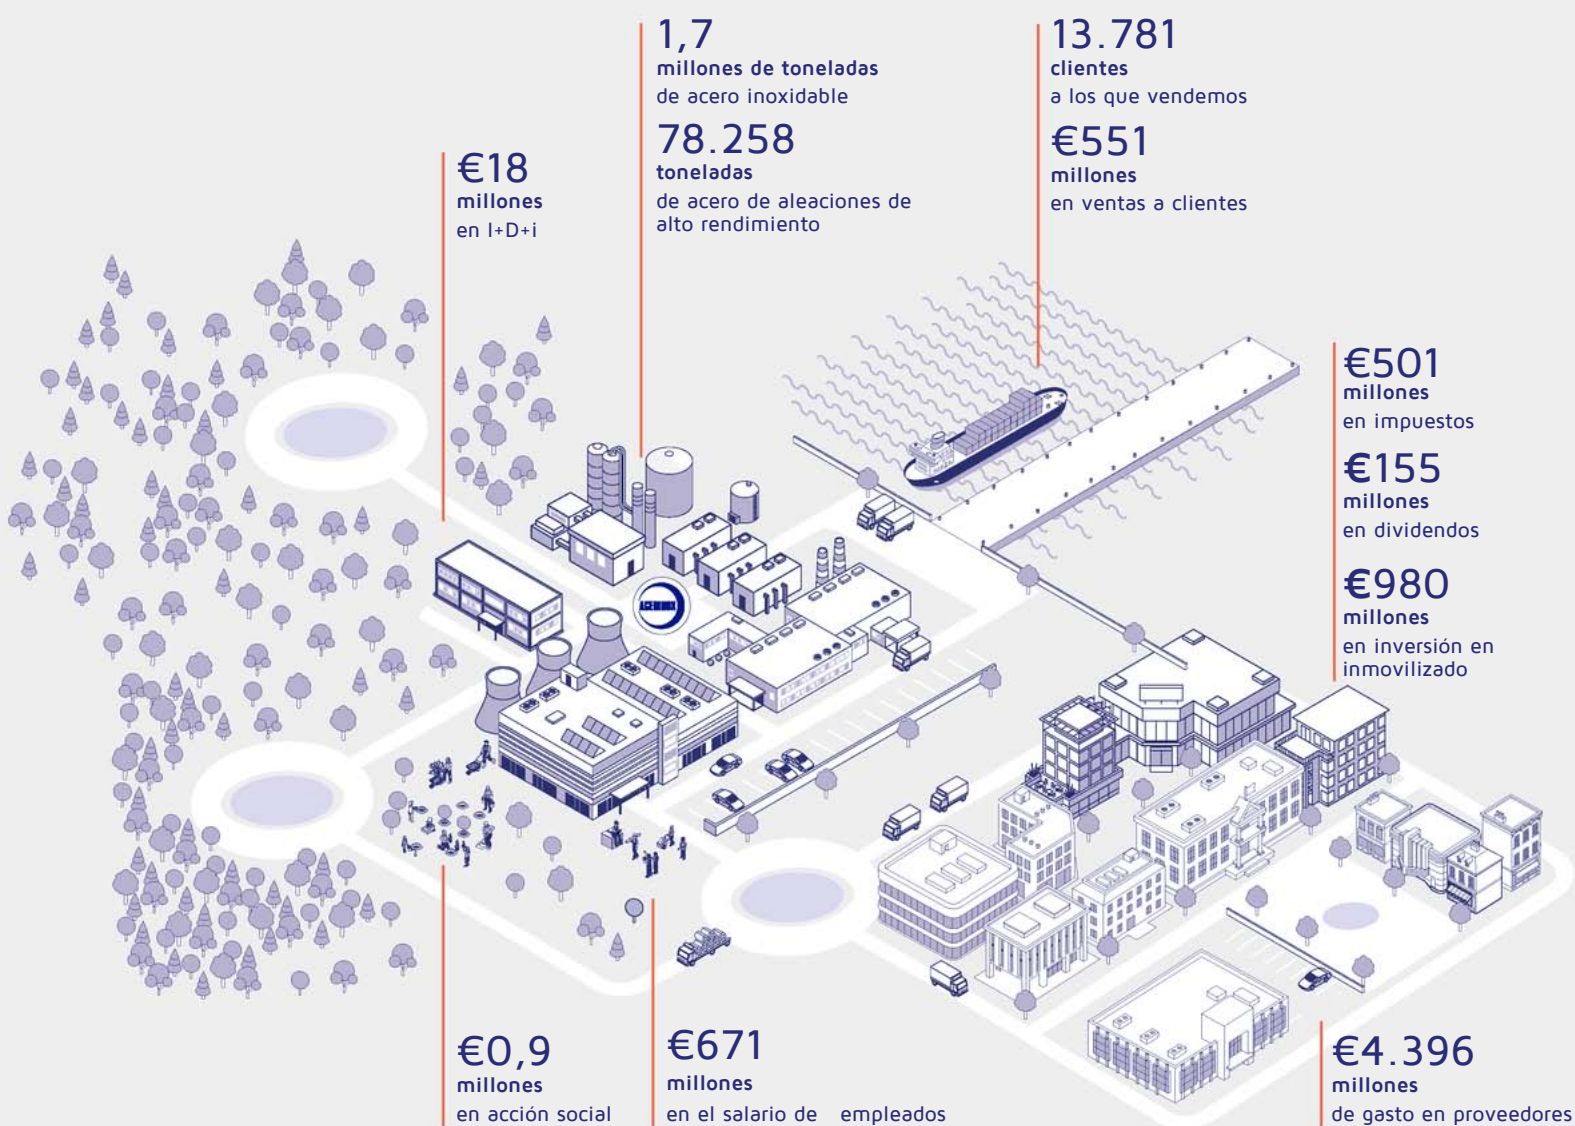 1,7
millones de toneladas
de acero inoxidable
78.258
toneladas
de acero de aleaciones de
alto rendimiento
13.781
clientes
a los que vendemos
€551
millones
en ventas a clientes
€18
millones
en I+D+i
€501
millones
en impuestos
€155
millones
en dividendos
€980
millones
en inversión en
inmovilizado
ACERINOX
€0,9
millones
en acción social
€671
millones
en el salario de empleados
€4.396
millones
de gasto en proveedores